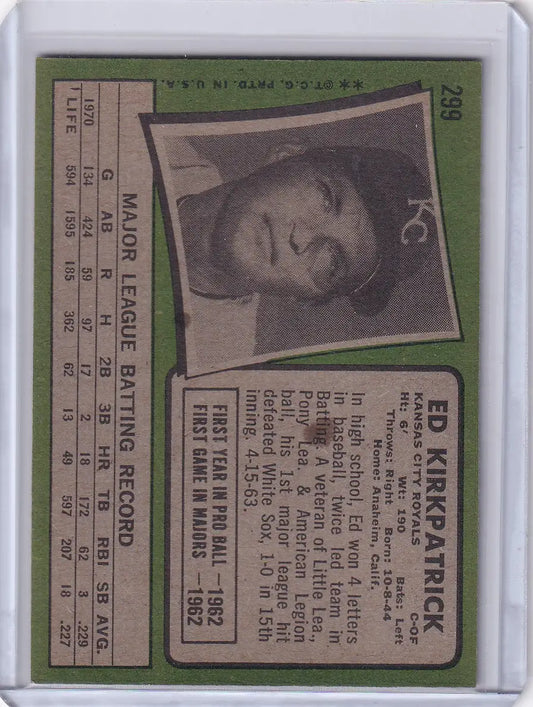 299
✶✶ ©T.C.G. PRTD. IN U.S.A.
KC
ED KIRKPATRICK
C-OF
KANSAS CITY ROYALS
Ht: 6' Wt: 190 Bats: Left
Throws: Right Born: 10-8-44
Home: Anaheim, Calif.
In high school, Ed won 4 letters
in baseball, twice led team in
Batting. A veteran of Little Lea.,
Pony Lea. & American Legion
ball, his 1st major league hit
defeated White Sox, 1-0 in 15th
inning. 4-15-63.
FIRST YEAR IN PRO BALL —1962
FIRST GAME IN MAJORS —1962
MAJOR LEAGUE BATTING RECORD
G AB R H 2B 3B HR TB RBI SB AVG.
1970 134 424 59 97 17 2 18 172 62 3 .229
LIFE 594 1595 185 362 62 13 49 597 207 18 .227